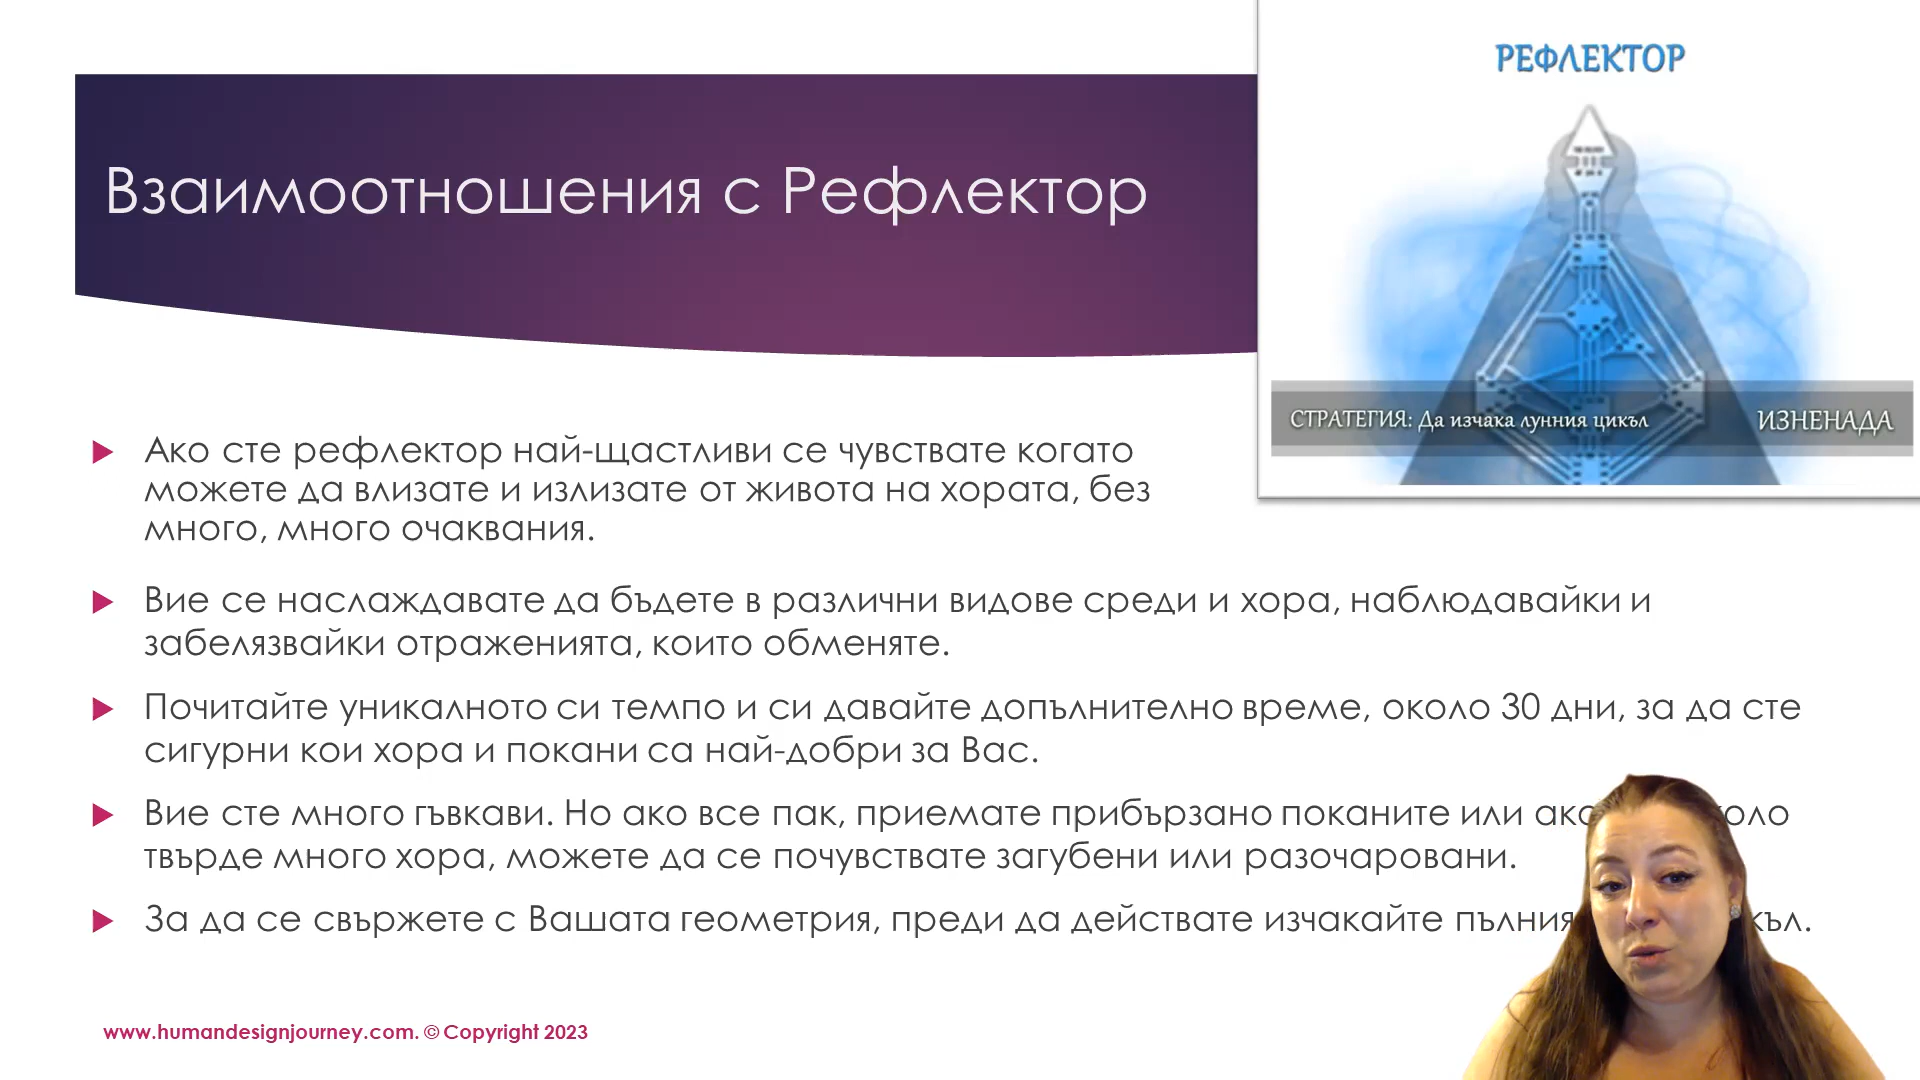 РЕФЛЕКТОР
Взаимоотношения с Рефлектор
СТРАТЕГИЯ: Да изчака лунния цикъл
ИЗНЕНАДА
Ако сте рефлектор най-щастливи се чувствате когато
можете да влизате и излизате от живота на хората, без
много, много очаквания.
Вие се наслаждавате да бъдете в различни видове среди и хора, наблюдавайки и
забелязвайки отраженията, които обменяте.
Почитайте уникалното си темпо и си давайте допълнително време, около 30 дни, за да сте
сигурни кои хора и покани са най-добри за Вас.
Вие сте много гъвкави. Но ако все пак, приемате прибързано поканите или ако
твърде много хора, можете да се почувствате загубени или разочаровани.
За да се свържете с Вашата геометрия, преди да действате изчакайте пълния
www.humandesignjourney.com. © Copyright 2023